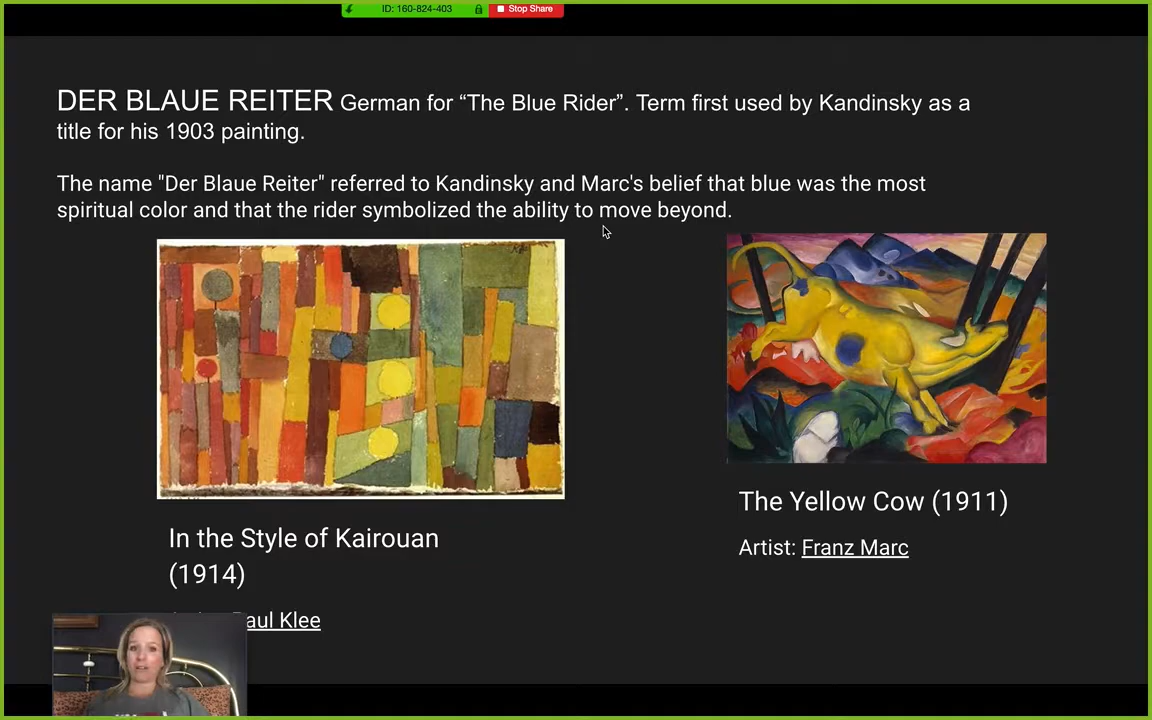 ID: 160-824-403
Stop Share
DER BLAUE REITER German for “The Blue Rider”. Term first used by Kandinsky as a
title for his 1903 painting.
The name "Der Blaue Reiter" referred to Kandinsky and Marc's belief that blue was the most
spiritual color and that the rider symbolized the ability to move beyond.
In the Style of Kairouan
(1914)
aul Klee
The Yellow Cow (1911)
Artist: Franz Marc